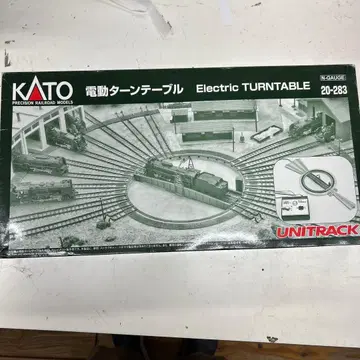 KATO
PRECISION RAILROAD MODELS
電動ターンテーブル Electric TURNTABLE
N-GAUGE
20-283
UNITRACK